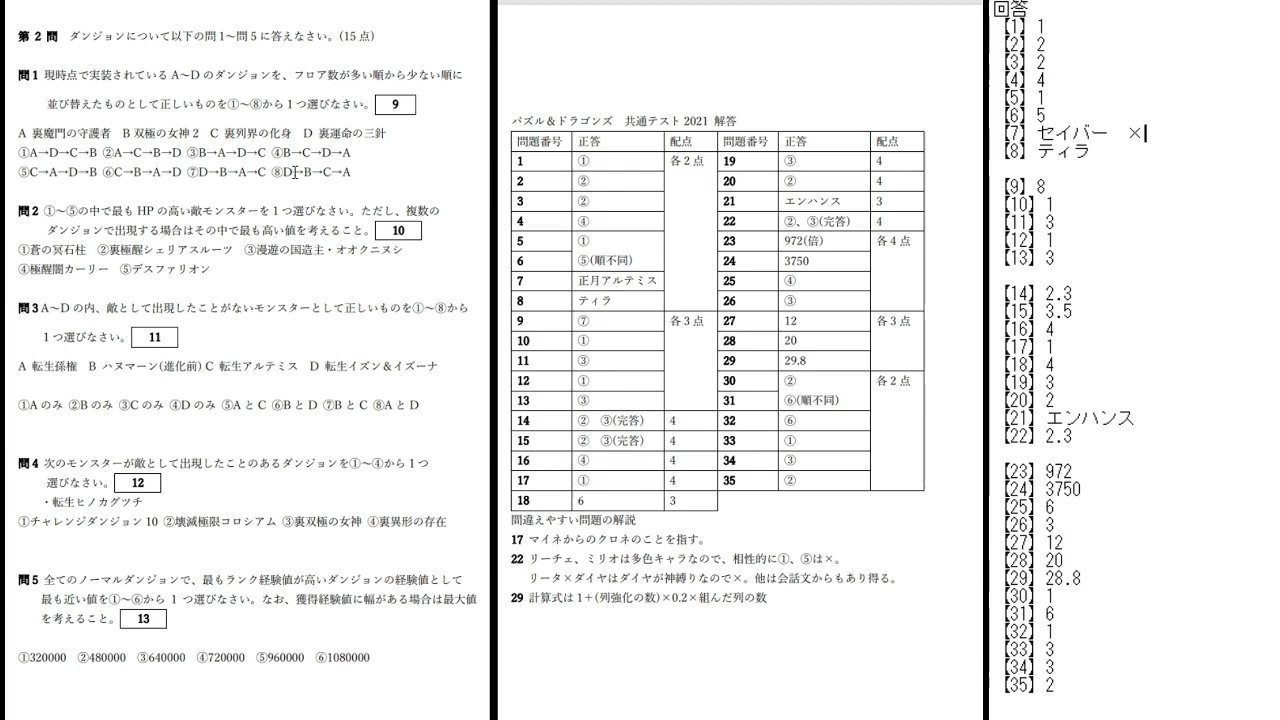 第 2 問　ダンジョンについて以下の問 1～問 5 に答えなさい。(15 点)
問 1 現時点で実装されている A～D のダンジョンを、フロア数が多い順から少ない順に
並び替えたものとして正しいものを①～⑧から 1 つ選びなさい。 9
A 裏魔門の守護者　B 双極の女神 2　C 裏列界の化身　D 裏運命の三針
①A→D→C→B ②A→C→B→D ③B→A→D→C ④B→C→D→A
⑤C→A→D→B ⑥C→B→A→D ⑦D→B→A→C ⑧D→B→C→A
問 2 ①～⑤の中で最も HP の高い敵モンスターを 1 つ選びなさい。ただし、複数の
ダンジョンで出現する場合はその中で最も高い値を考えること。 10
①蒼の冥石柱　②裏極醒シェリアスルーツ　③漫遊の国造主・オオクニヌシ
④極醒闇カーリー　⑤デスファリオン
問 3 A～D の内、敵として出現したことがないモンスターとして正しいものを①～⑧から
1 つ選びなさい。 11
A 転生孫権　B ハヌマーン(進化前) C 転生アルテミス　D 転生イズン＆イズーナ
①A のみ ②B のみ ③C のみ ④D のみ ⑤A と C ⑥B と D ⑦B と C ⑧A と D
問 4 次のモンスターが敵として出現したことのあるダンジョンを①～④から 1 つ
選びなさい。 12
・転生ヒノカグツチ
①チャレンジダンジョン 10 ②壊滅極限コロシアム ③裏双極の女神 ④裏異形の存在
問 5 全てのノーマルダンジョンで、最もランク経験値が高いダンジョンの経験値として
最も近い値を①～⑥から 1 つ選びなさい。なお、獲得経験値に幅がある場合は最大値
を考えること。 13
①320000　②480000　③640000　④720000　⑤960000　⑥1080000
パズル＆ドラゴンズ　共通テスト 2021 解答
問題番号 正答 配点 問題番号 正答 配点
1 ① 各 2 点 19 ③ 4
2 ② 20 ② 4
3 ② 21 エンハンス 3
4 ④ 22 ②、③(完答) 4
5 ① 23 972(倍) 各 4 点
6 ⑤(順不同) 24 3750
7 正月アルテミス 25 ④
8 ティラ 26 ③
9 ⑦ 各 3 点 27 12 各 3 点
10 ① 28 20
11 ③ 29 29.8
12 ① 30 ② 各 2 点
13 ③ 31 ⑥(順不同)
14 ②　③(完答) 4 32 ⑥
15 ②　③(完答) 4 33 ①
16 ④ 4 34 ③
17 ① 4 35 ②
18 6 3
間違えやすい問題の解説
17 マイネからのクロネのことを指す。
22 リーチェ、ミリオは多色キャラなので、相性的に①、⑤は×。
リータ×ダイヤはダイヤが神縛りなので×。他は会話文からもあり得る。
29 計算式は 1＋(列強化の数)×0.2×組んだ列の数
回答
【1】 1
【2】 2
【3】 2
【4】 4
【5】 1
【6】 5
【7】 セイバー　×
【8】 ティラ
【9】 8
【10】 1
【11】 3
【12】 1
【13】 3
【14】 2.3
【15】 3.5
【16】 4
【17】 1
【18】 4
【19】 3
【20】 2
【21】 エンハンス
【22】 2.3
【23】 972
【24】 3750
【25】 6
【26】 3
【27】 12
【28】 20
【29】 28.8
【30】 1
【31】 6
【32】 1
【33】 3
【34】 3
【35】 2